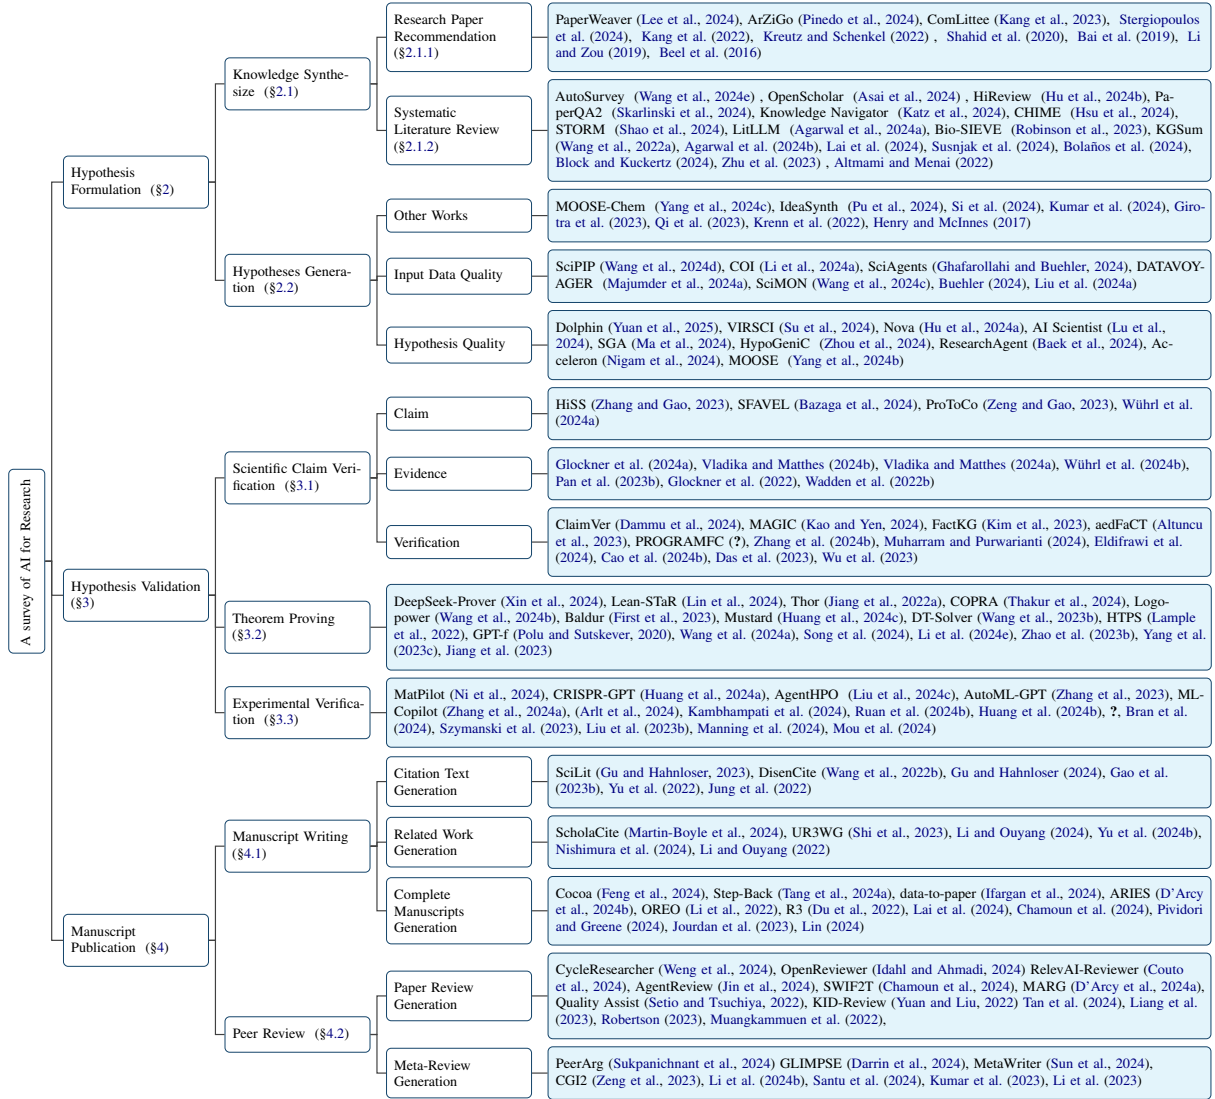 A survey of AI for Research
Hypothesis
Formulation (§2)
Knowledge Synthe-
size (§2.1)
Research Paper
Recommendation
(§2.1.1)
PaperWeaver (Lee et al., 2024), ArZiGo (Pinedo et al., 2024), ComLittee (Kang et al., 2023), Stergiopoulos
et al. (2024), Kang et al. (2022), Kreutz and Schenkel (2022) , Shahid et al. (2020), Bai et al. (2019), Li
and Zou (2019), Beel et al. (2016)
Systematic
Literature Review
(§2.1.2)
AutoSurvey (Wang et al., 2024e) , OpenScholar (Asai et al., 2024) , HiReview (Hu et al., 2024b), Pa-
perQA2 (Skarlinski et al., 2024), Knowledge Navigator (Katz et al., 2024), CHIME (Hsu et al., 2024),
STORM (Shao et al., 2024), LitLLM (Agarwal et al., 2024a), Bio-SIEVE (Robinson et al., 2023), KGSum
(Wang et al., 2022a), Agarwal et al. (2024b), Lai et al. (2024), Susnjak et al. (2024), Bolaños et al. (2024),
Block and Kuckertz (2024), Zhu et al. (2023) , Altmami and Menai (2022)
Hypotheses Genera-
tion (§2.2)
Other Works
MOOSE-Chem (Yang et al., 2024c), IdeaSynth (Pu et al., 2024), Si et al. (2024), Kumar et al. (2024), Giro-
tra et al. (2023), Qi et al. (2023), Krenn et al. (2022), Henry and McInnes (2017)
Input Data Quality
SciPIP (Wang et al., 2024d), COI (Li et al., 2024a), SciAgents (Ghafarollahi and Buehler, 2024), DATAVOY-
AGER (Majumder et al., 2024a), SciMON (Wang et al., 2024c), Buehler (2024), Liu et al. (2024a)
Hypothesis Quality
Dolphin (Yuan et al., 2025), VIRSCI (Su et al., 2024), Nova (Hu et al., 2024a), AI Scientist (Lu et al.,
2024), SGA (Ma et al., 2024), HypoGeniC (Zhou et al., 2024), ResearchAgent (Baek et al., 2024), Ac-
celeron (Nigam et al., 2024), MOOSE (Yang et al., 2024b)
Hypothesis Validation
(§3)
Scientific Claim Veri-
fication (§3.1)
Claim
HiSS (Zhang and Gao, 2023), SFAVEL (Bazaga et al., 2024), ProToCo (Zeng and Gao, 2023), Wührl et al.
(2024a)
Evidence
Glockner et al. (2024a), Vladika and Matthes (2024b), Vladika and Matthes (2024a), Wührl et al. (2024b),
Pan et al. (2023b), Glockner et al. (2022), Wadden et al. (2022b)
Verification
ClaimVer (Dammu et al., 2024), MAGIC (Kao and Yen, 2024), FactKG (Kim et al., 2023), aedFaCT (Altuncu
et al., 2023), PROGRAMFC (?), Zhang et al. (2024b), Muharram and Purwarianti (2024), Eldifrawi et al.
(2024), Cao et al. (2024b), Das et al. (2023), Wu et al. (2023)
Theorem Proving
(§3.2)
DeepSeek-Prover (Xin et al., 2024), Lean-STaR (Lin et al., 2024), Thor (Jiang et al., 2022a), COPRA (Thakur et al., 2024), Logo-
power (Wang et al., 2024b), Baldur (First et al., 2023), Mustard (Huang et al., 2024c), DT-Solver (Wang et al., 2023b), HTPS (Lample
et al., 2022), GPT-f (Polu and Sutskever, 2020), Wang et al. (2024a), Song et al. (2024), Li et al. (2024e), Zhao et al. (2023b), Yang et al.
(2023c), Jiang et al. (2023)
Experimental Verifica-
tion (§3.3)
MatPilot (Ni et al., 2024), CRISPR-GPT (Huang et al., 2024a), AgentHPO (Liu et al., 2024c), AutoML-GPT (Zhang et al., 2023), ML-
Copilot (Zhang et al., 2024a), (Arlt et al., 2024), Kambhampati et al. (2024), Ruan et al. (2024b), Huang et al. (2024b), ?, Bran et al.
(2024), Szymanski et al. (2023), Liu et al. (2023b), Manning et al. (2024), Mou et al. (2024)
Manuscript
Publication (§4)
Manuscript Writing
(§4.1)
Citation Text
Generation
SciLit (Gu and Hahnloser, 2023), DisenCite (Wang et al., 2022b), Gu and Hahnloser (2024), Gao et al.
(2023b), Yu et al. (2022), Jung et al. (2022)
Related Work
Generation
ScholaCite (Martin-Boyle et al., 2024), UR3WG (Shi et al., 2023), Li and Ouyang (2024), Yu et al. (2024b),
Nishimura et al. (2024), Li and Ouyang (2022)
Complete
Manuscripts
Generation
Cocoa (Feng et al., 2024), Step-Back (Tang et al., 2024a), data-to-paper (Ifargan et al., 2024), ARIES (D'Arcy
et al., 2024b), OREO (Li et al., 2022), R3 (Du et al., 2022), Lai et al. (2024), Chamoun et al. (2024), Pividori
and Greene (2024), Jourdan et al. (2023), Lin (2024)
Peer Review (§4.2)
Paper Review
Generation
CycleResearcher (Weng et al., 2024), OpenReviewer (Idahl and Ahmadi, 2024) RelevAI-Reviewer (Couto
et al., 2024), AgentReview (Jin et al., 2024), SWIF2T (Chamoun et al., 2024), MARG (D'Arcy et al., 2024a),
Quality Assist (Setio and Tsuchiya, 2022), KID-Review (Yuan and Liu, 2022) Tan et al. (2024), Liang et al.
(2023), Robertson (2023), Muangkammuen et al. (2022),
Meta-Review
Generation
PeerArg (Sukpanichnant et al., 2024) GLIMPSE (Darrin et al., 2024), MetaWriter (Sun et al., 2024),
CGI2 (Zeng et al., 2023), Li et al. (2024b), Santu et al. (2024), Kumar et al. (2023), Li et al. (2023)